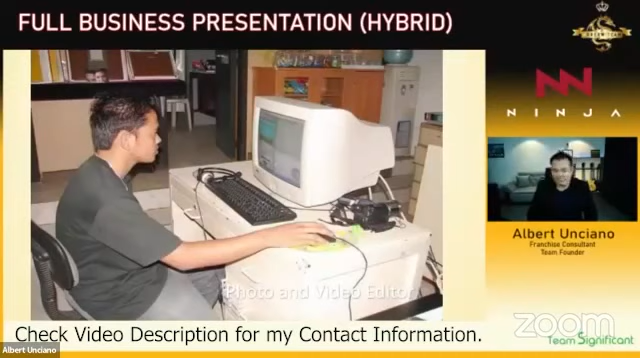 FULL BUSINESS PRESENTATION (HYBRID)
NINJA
Albert Unciano
Franchise Consultant
Team Founder
Photo and Video Editor
Check Video Description for my Contact Information.
zoom
Team Significant
Albert Unciano